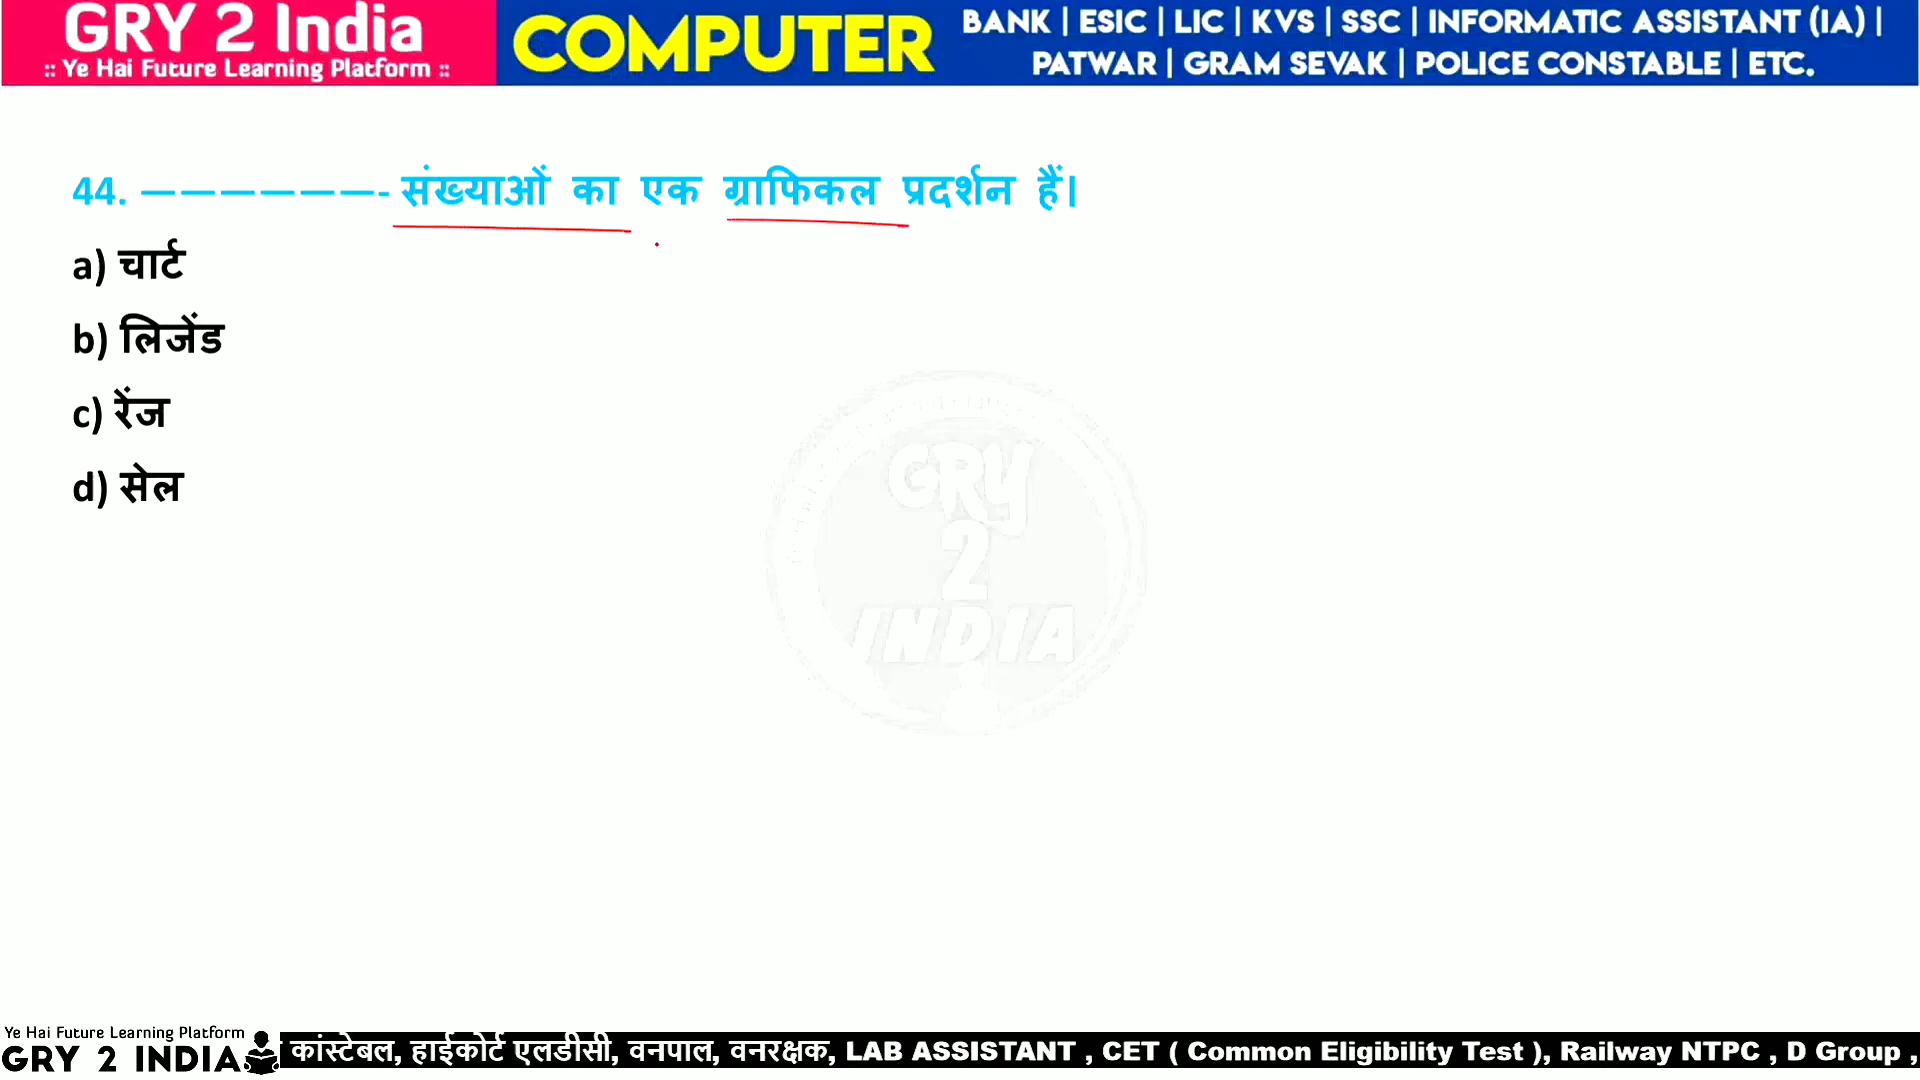 GRY 2 India
:: Ye Hai Future Learning Platform ::
COMPUTER
BANK | ESIC | LIC | KVS | SSC | INFORMATIC ASSISTANT (IA) |
PATWAR | GRAM SEVAK | POLICE CONSTABLE | ETC.
44. ——————- संख्याओं का एक ग्राफिकल प्रदर्शन हैं।
a) चार्ट
b) लिजेंड
c) रेंज
d) सेल
GRY
2
INDIA
Ye Hai Future Learning Platform
GRY 2 INDIA
कांस्टेबल, हाईकोर्ट एलडीसी, वनपाल, वनरक्षक, LAB ASSISTANT , CET ( Common Eligibility Test ), Railway NTPC , D Group ,